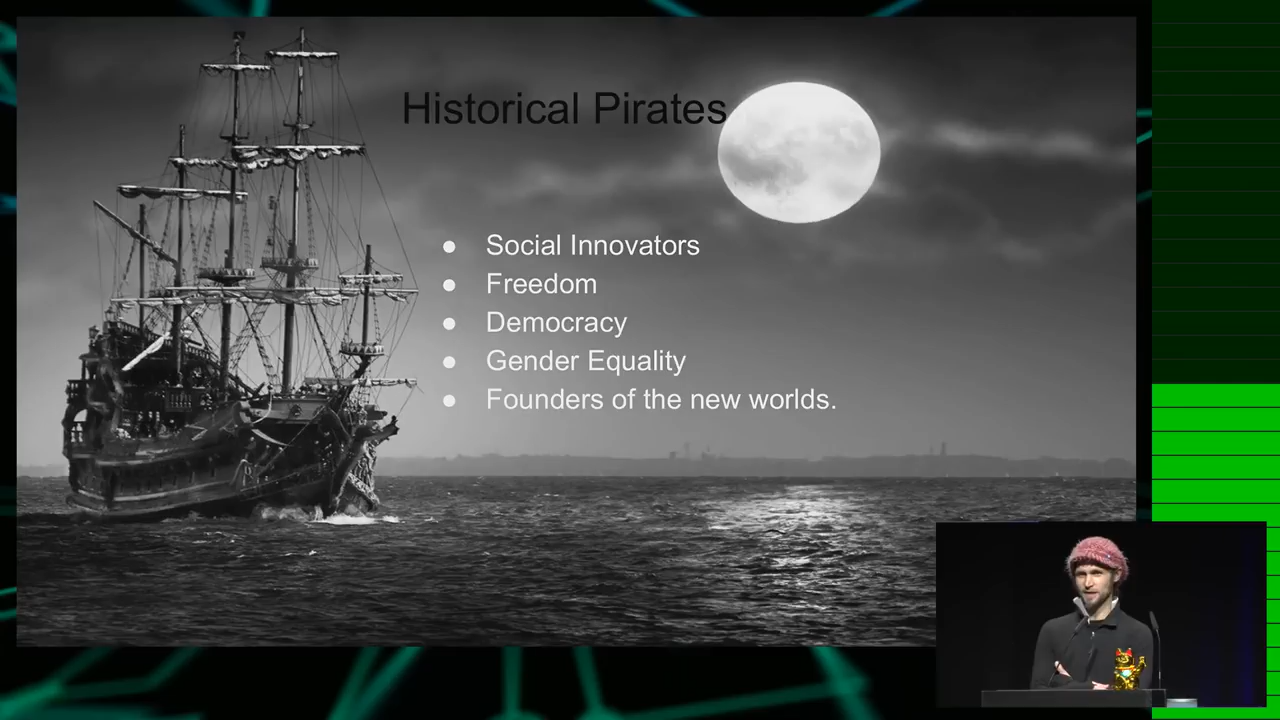 Historical Pirates
● Social Innovators
● Freedom
● Democracy
● Gender Equality
● Founders of the new worlds.